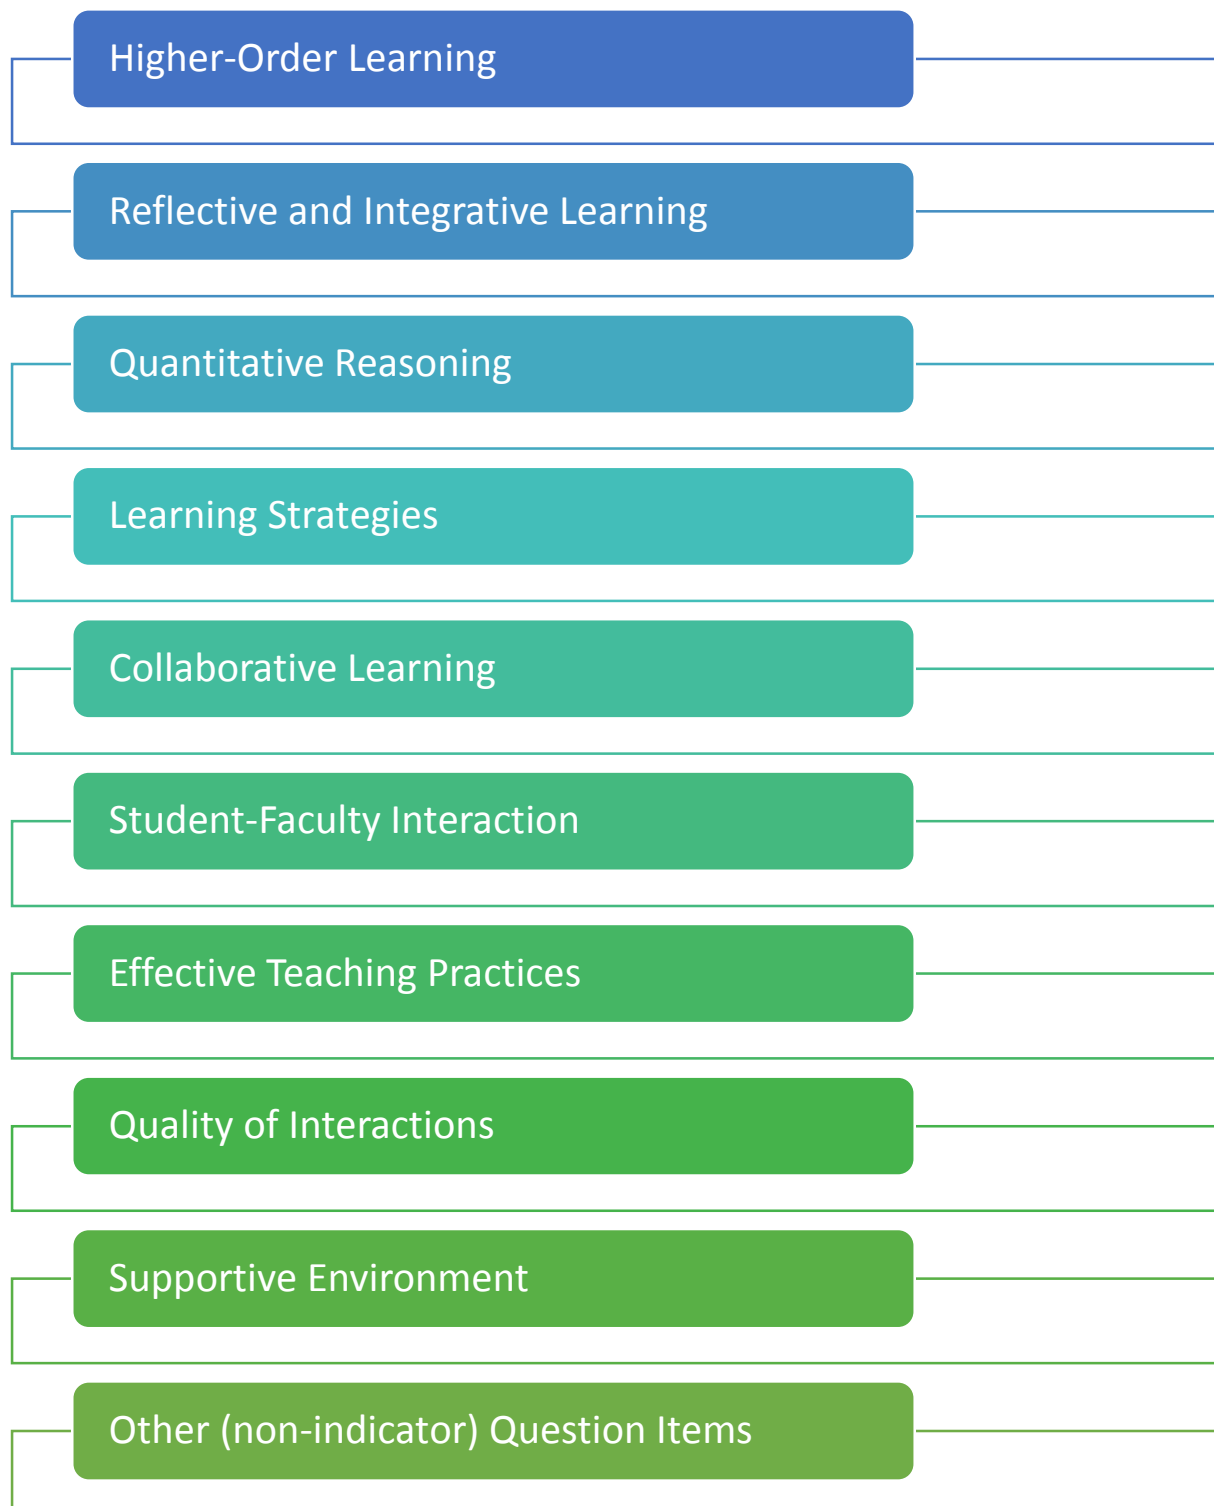 Higher-Order Learning
Reflective and Integrative Learning
Quantitative Reasoning
Learning Strategies
Collaborative Learning
Student-Faculty Interaction
Effective Teaching Practices
Quality of Interactions
Supportive Environment
Other (non-indicator) Question Items